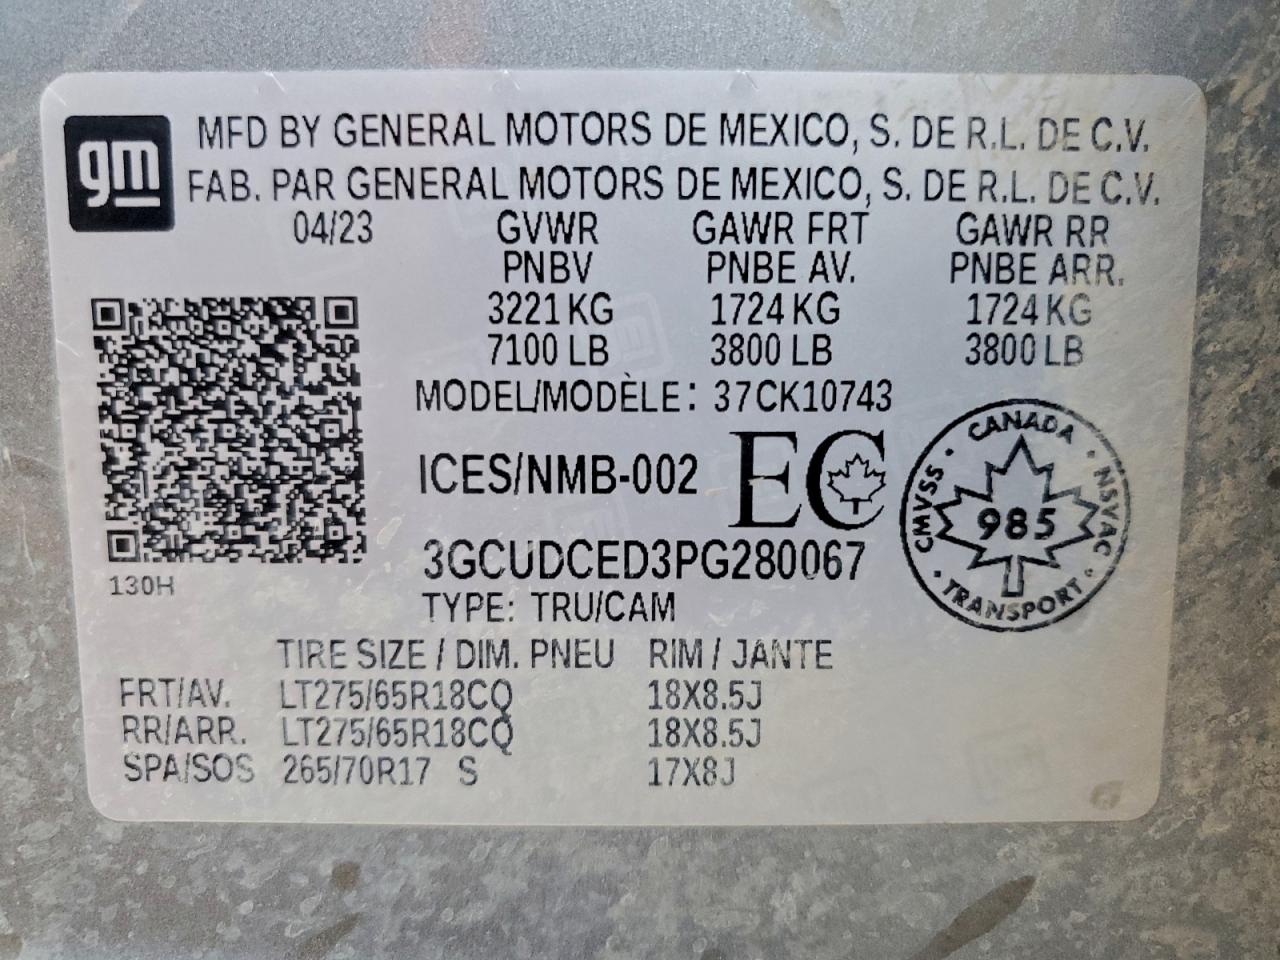 gm
MFD BY GENERAL MOTORS DE MEXICO, S. DE R.L. DE C.V.
FAB. PAR GENERAL MOTORS DE MEXICO, S. DE R.L. DE C.V.
04/23 GVWR GAWR FRT GAWR RR
PNBV PNBE AV. PNBE ARR.
3221 KG 1724 KG 1724 KG
7100 LB 3800 LB 3800 LB
MODEL/MODÈLE: 37CK10743
ICES/NMB-002 EC
CANADA
CMVSS 985 NSVAC
TRANSPORT
3GCUDCED3PG280067
130H
TYPE: TRU/CAM
TIRE SIZE / DIM. PNEU RIM / JANTE
FRT/AV. LT275/65R18CQ 18X8.5J
RR/ARR. LT275/65R18CQ 18X8.5J
SPA/SOS 265/70R17 S 17X8J